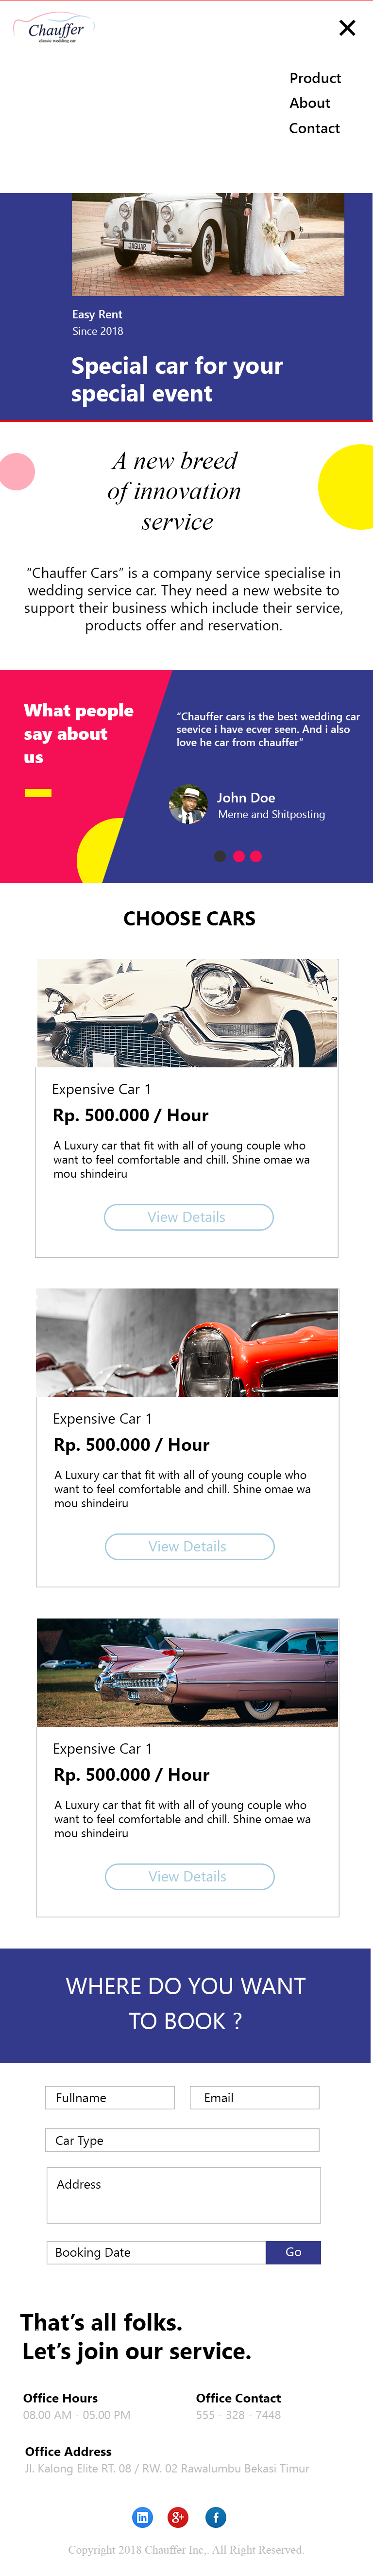 Chauffer
classic wedding car
Product
About
Contact
JAGUAR
Easy Rent
Since 2018
Special car for your
special event
A new breed
of innovation
service
“Chauffer Cars” is a company service specialise in
wedding service car. They need a new website to
support their business which include their service,
products offer and reservation.
What people
say about
us
“Chauffer cars is the best wedding car
seevice i have ecver seen. And i also
love he car from chauffer”
John Doe
Meme and Shitposting
CHOOSE CARS
Expensive Car 1
Rp. 500.000 / Hour
A Luxury car that fit with all of young couple who
want to feel comfortable and chill. Shine omae wa
mou shindeiru
View Details
Expensive Car 1
Rp. 500.000 / Hour
A Luxury car that fit with all of young couple who
want to feel comfortable and chill. Shine omae wa
mou shindeiru
View Details
Expensive Car 1
Rp. 500.000 / Hour
A Luxury car that fit with all of young couple who
want to feel comfortable and chill. Shine omae wa
mou shindeiru
View Details
WHERE DO YOU WANT
TO BOOK ?
Fullname
Email
Car Type
Address
Booking Date
Go
That’s all folks.
Let’s join our service.
Office Hours
08.00 AM - 05.00 PM
Office Contact
555 - 328 - 7448
Office Address
Jl. Kalong Elite RT. 08 / RW. 02 Rawalumbu Bekasi Timur
in
g+
f
Copyright 2018 Chauffer Inc,. All Right Reserved.